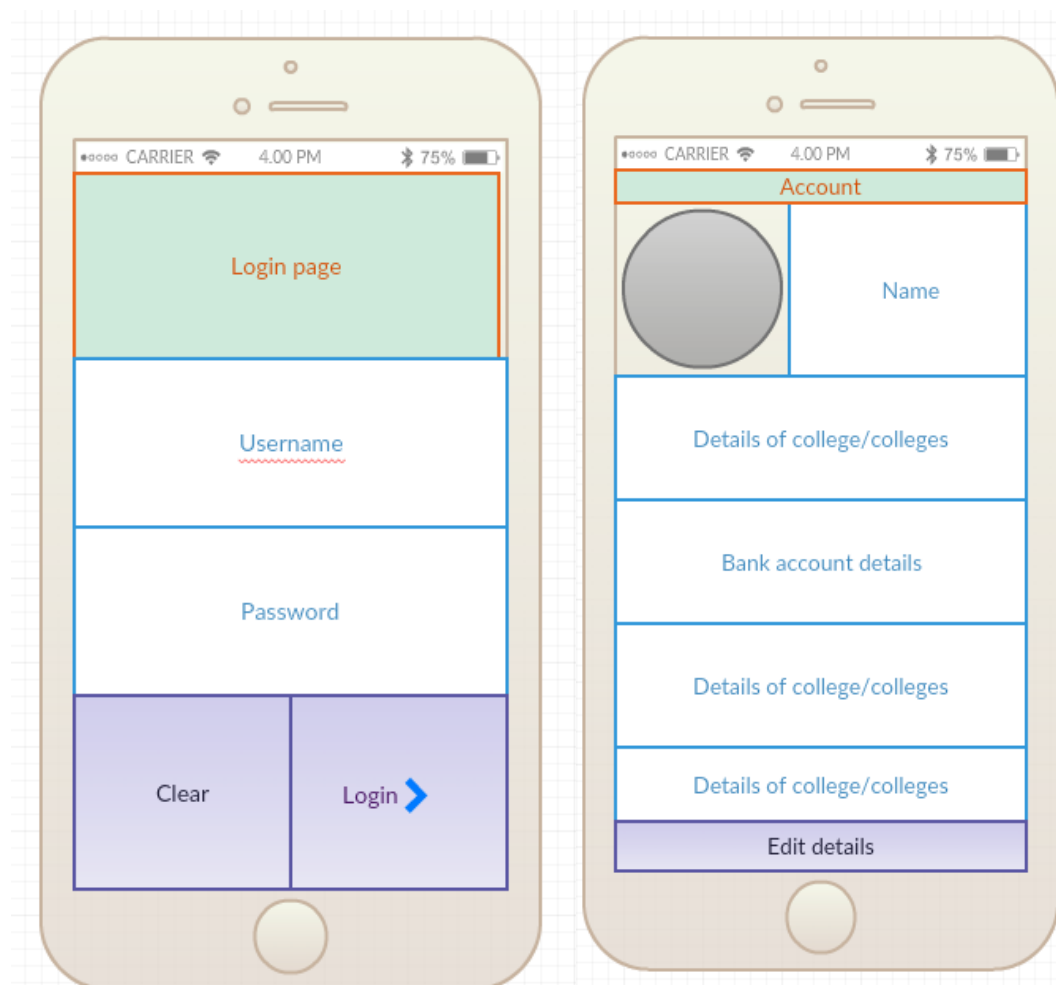 CARRIER 4.00 PM 75%
Login page
Username
Password
Clear
Login
CARRIER 4.00 PM 75%
Account
Name
Details of college/colleges
Bank account details
Details of college/colleges
Details of college/colleges
Edit details